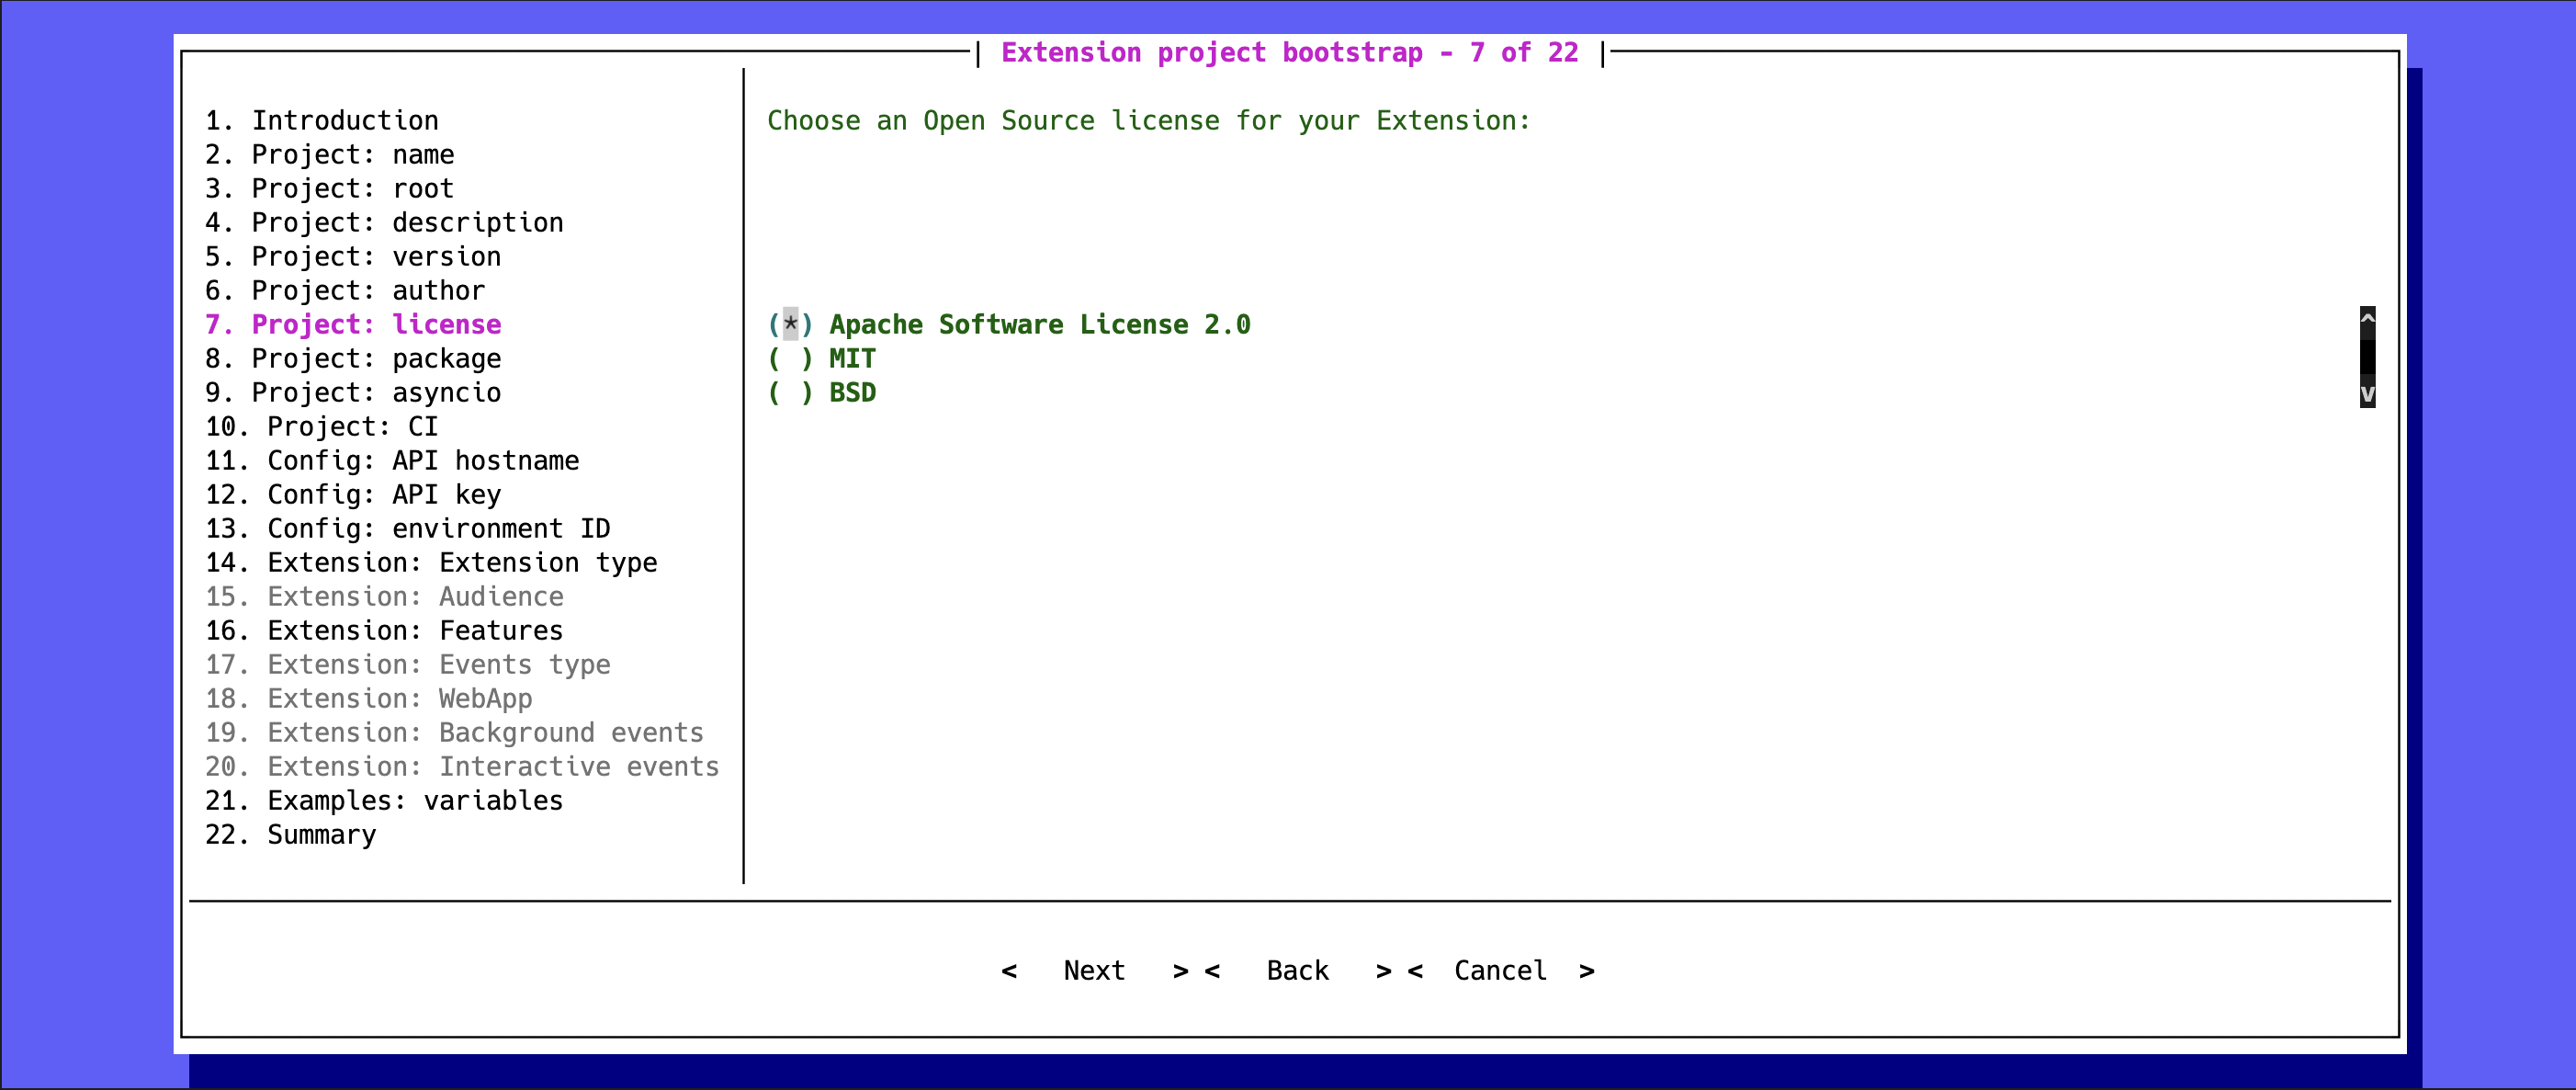 Extension project bootstrap - 7 of 22
1. Introduction
2. Project: name
3. Project: root
4. Project: description
5. Project: version
6. Project: author
7. Project: license
8. Project: package
9. Project: asyncio
10. Project: CI
11. Config: API hostname
12. Config: API key
13. Config: environment ID
14. Extension: Extension type
15. Extension: Audience
16. Extension: Features
17. Extension: Events type
18. Extension: WebApp
19. Extension: Background events
20. Extension: Interactive events
21. Examples: variables
22. Summary
Choose an Open Source license for your Extension:
(*) Apache Software License 2.0
( ) MIT
( ) BSD
^
v
< Next > < Back > < Cancel >